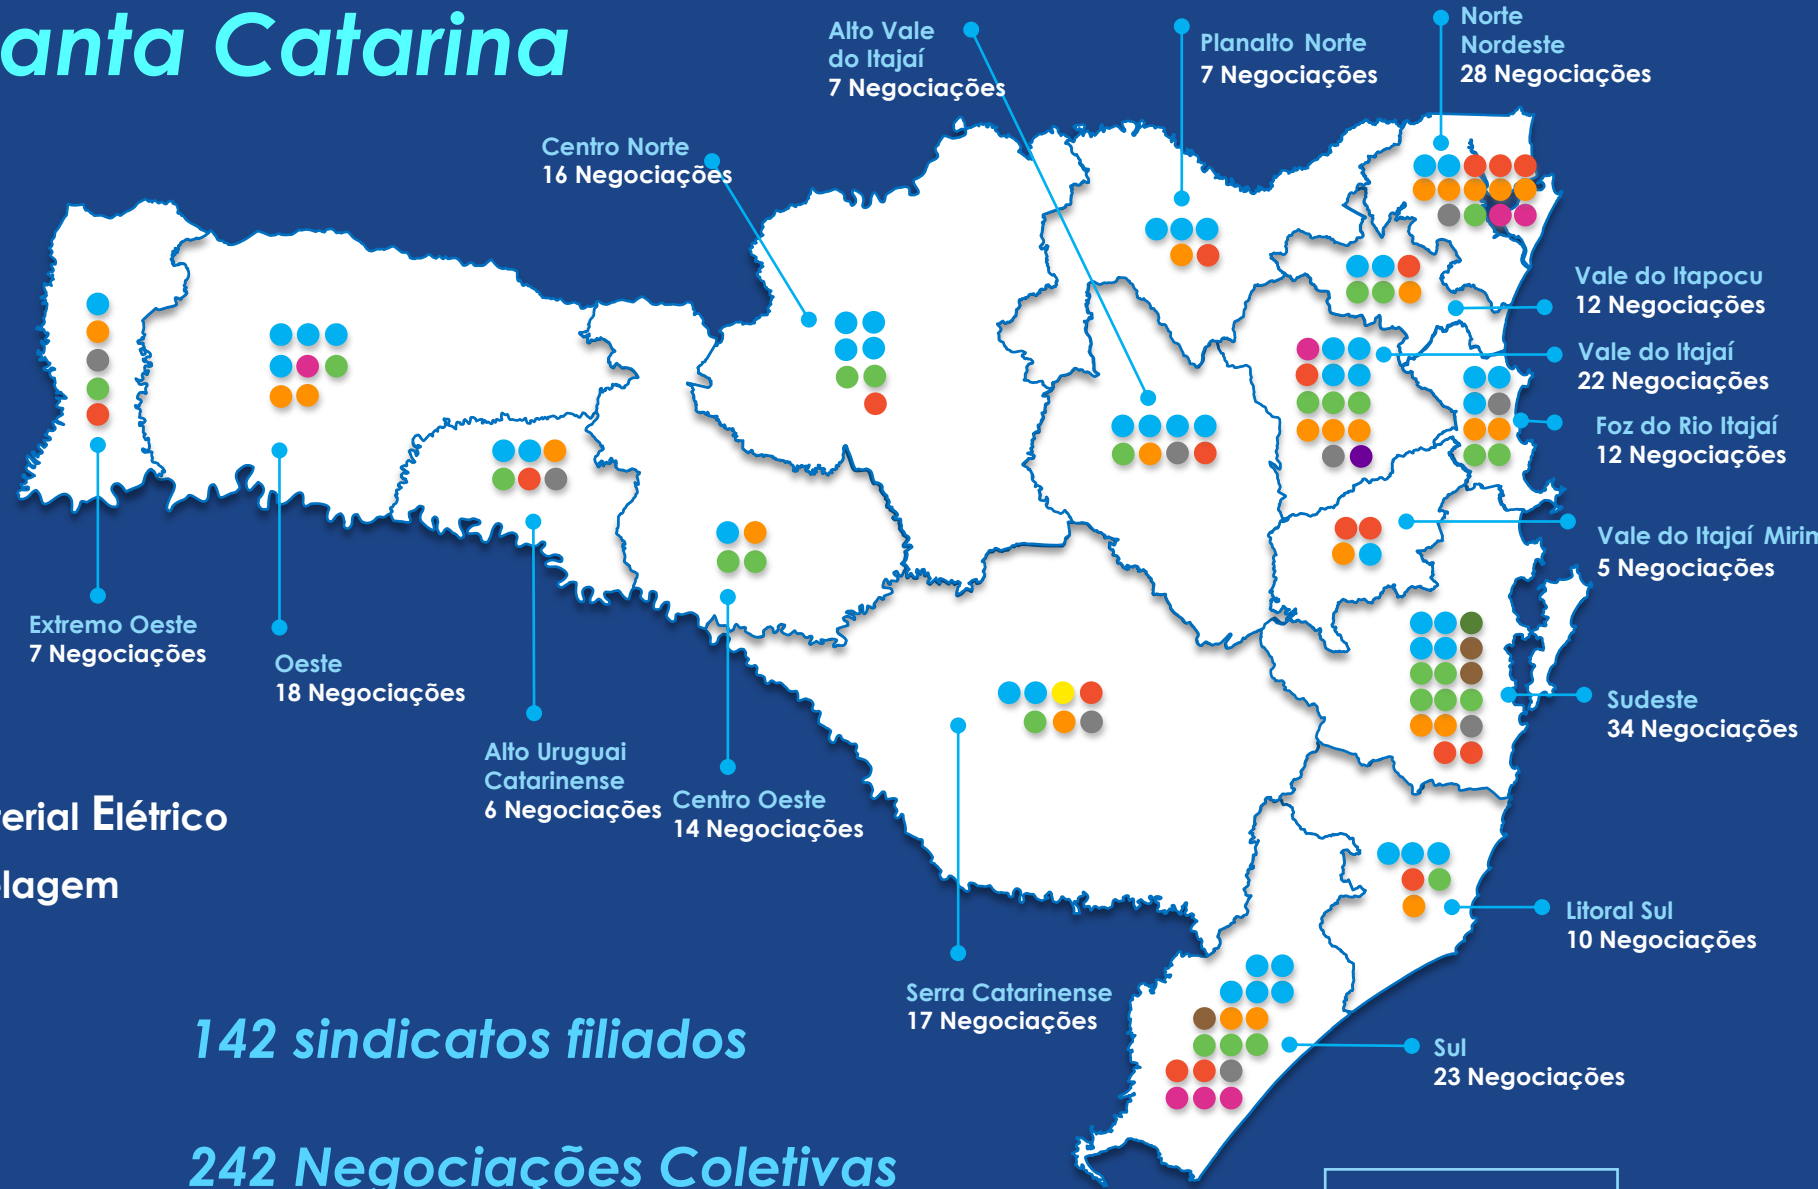 anta Catarina
Alto Vale
do Itajaí
7 Negociações
Planalto Norte
7 Negociações
Norte
Nordeste
28 Negociações
Centro Norte
16 Negociações
Vale do Itapocu
12 Negociações
Vale do Itajaí
22 Negociações
Foz do Rio Itajaí
12 Negociações
Vale do Itajaí Mirim
5 Negociações
Extremo Oeste
7 Negociações
Oeste
18 Negociações
Sudeste
34 Negociações
Alto Uruguai
Catarinense
6 Negociações
Centro Oeste
14 Negociações
erial Elétrico
lagem
Litoral Sul
10 Negociações
Serra Catarinense
17 Negociações
142 sindicatos filiados
Sul
23 Negociações
242 Negociações Coletivas